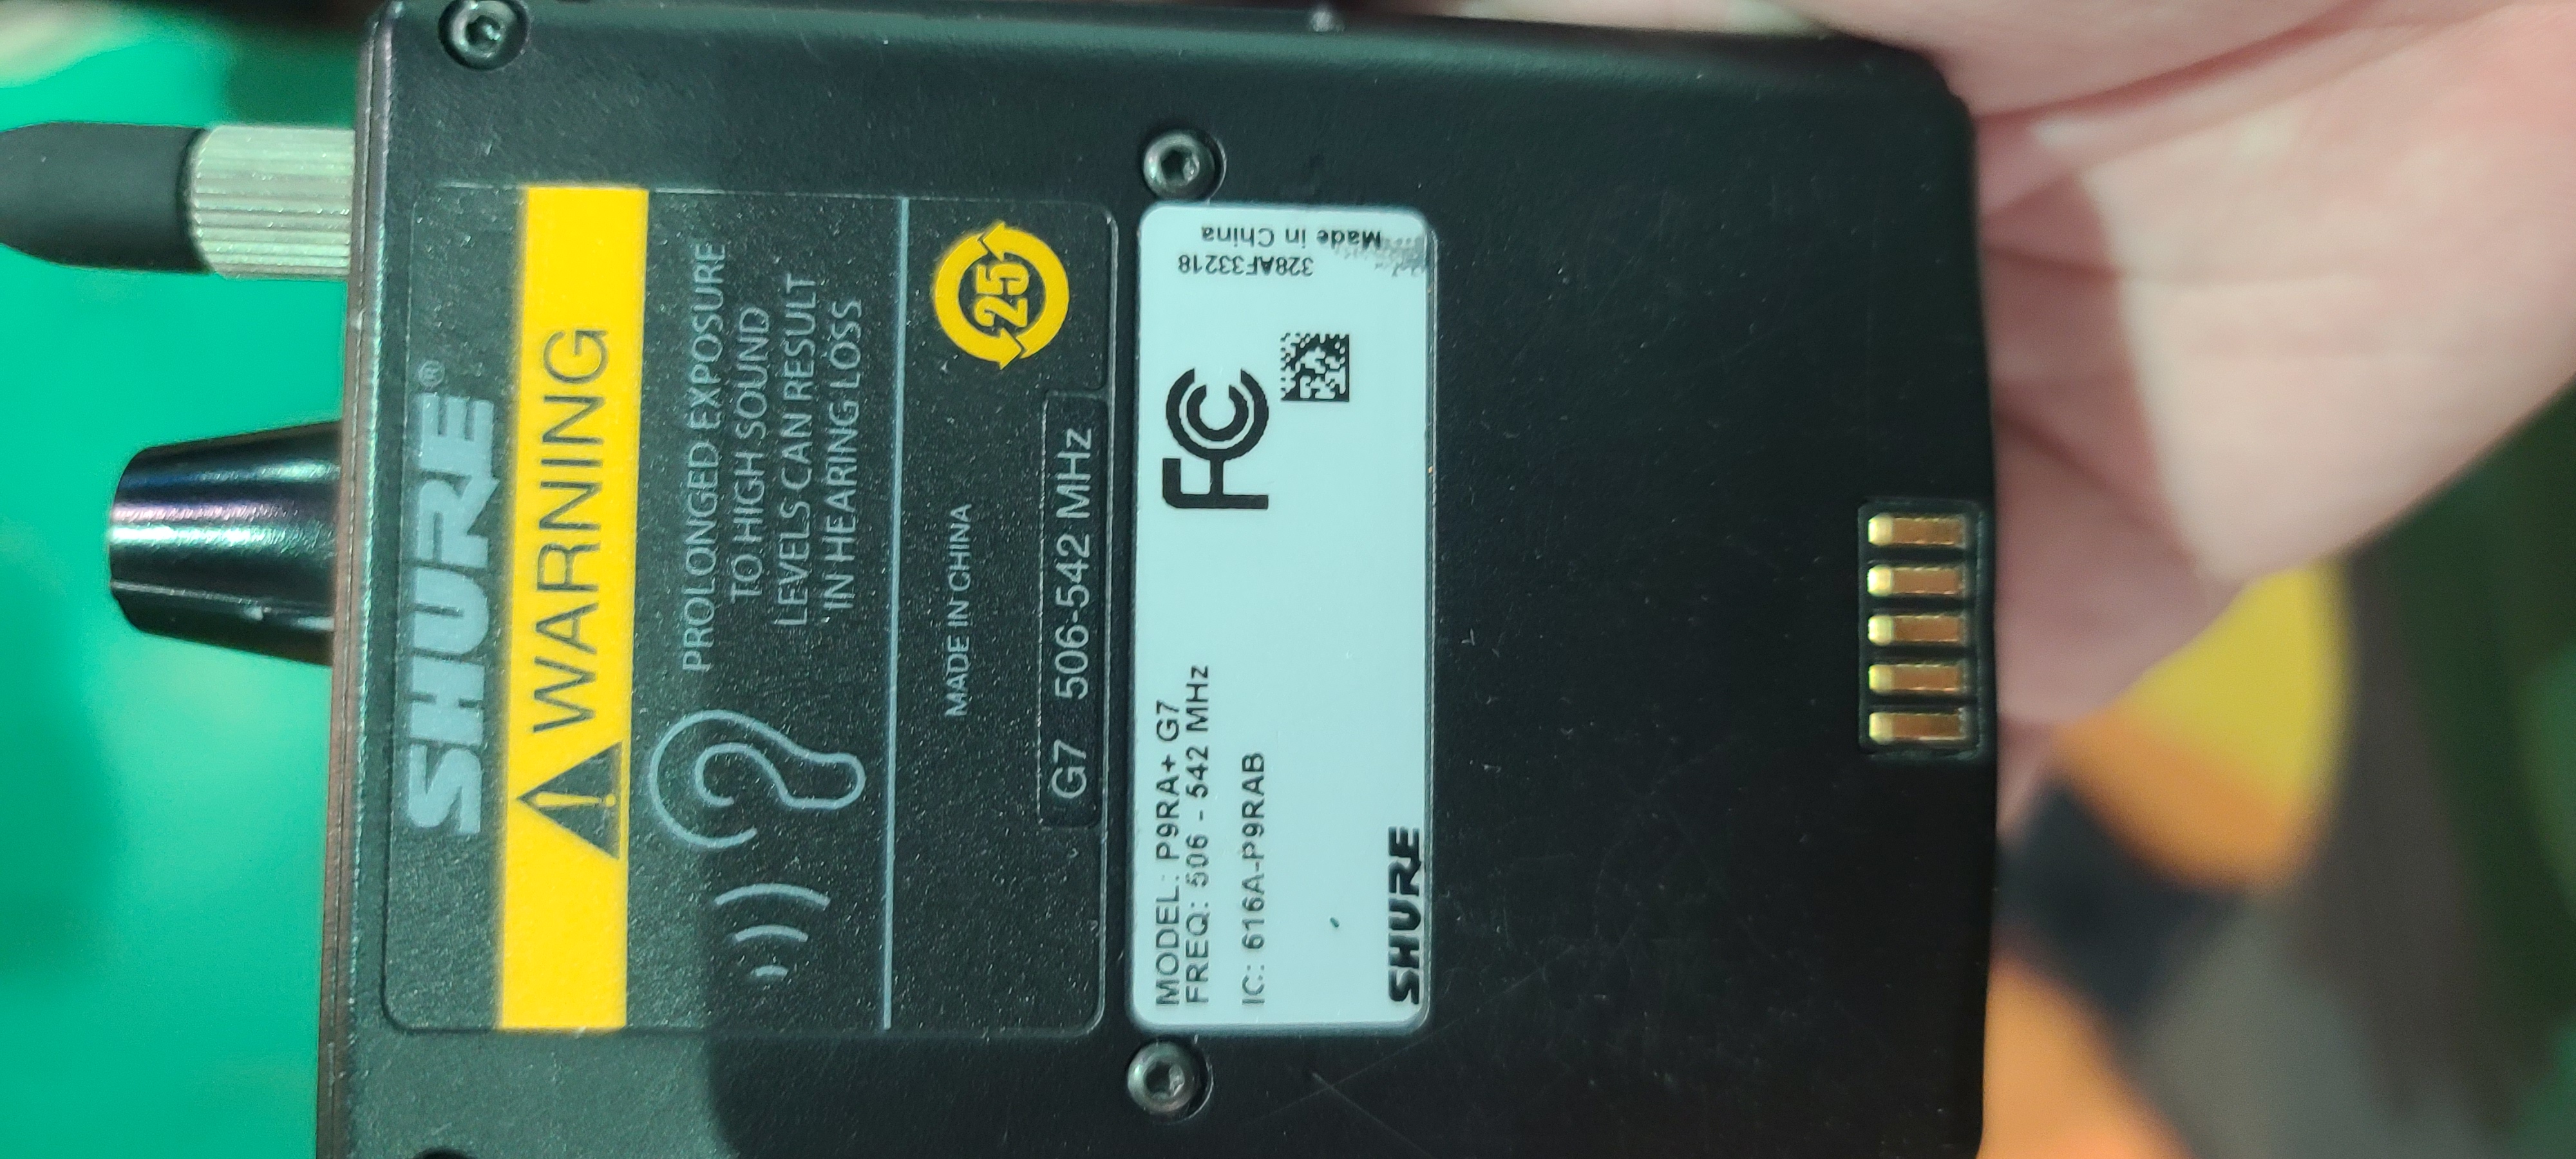 SHURE®
WARNING
PROLONGED EXPOSURE
TO HIGH SOUND
LEVELS CAN RESULT
IN HEARING LOSS
MADE IN CHINA
25
G7 506-542 MHz
MODEL: P9RA+ G7
FREQ: 506 - 542 MHz
IC: 616A-P9RAB
FC
SHURE
328AF33218
Made in China